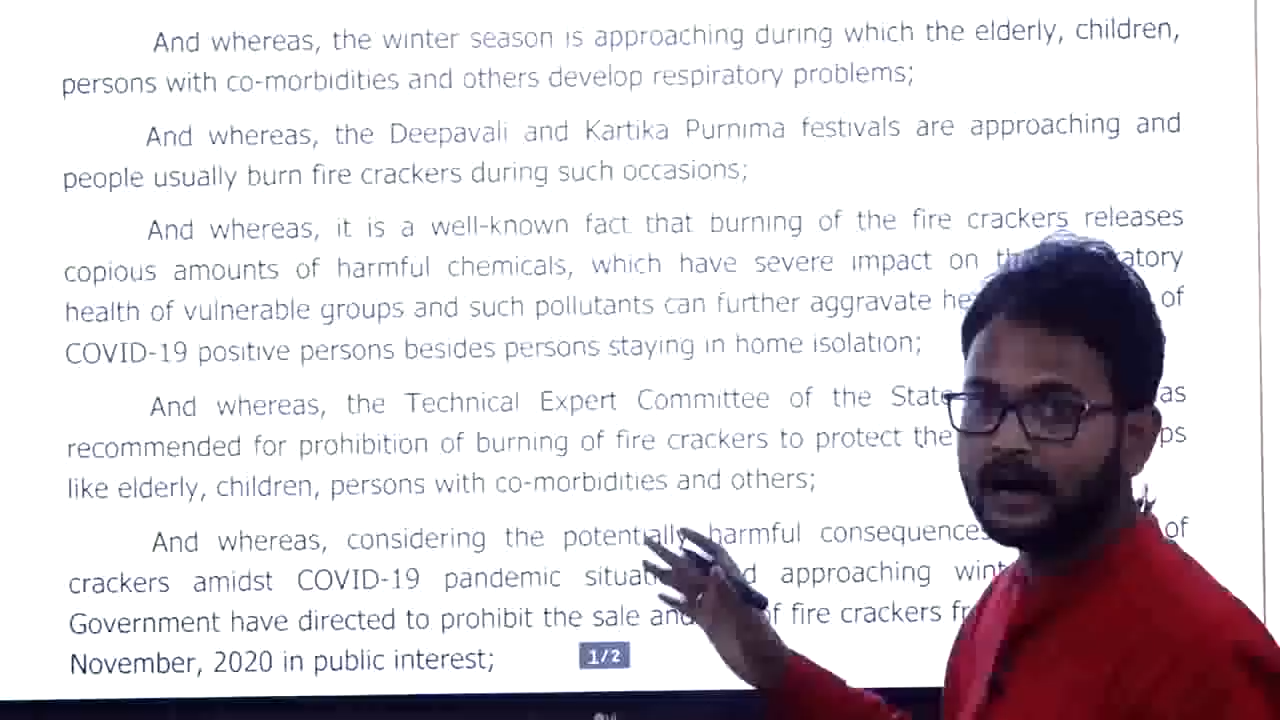 And whereas, the winter season is approaching during which the elderly, children,
persons with co-morbidities and others develop respiratory problems;
And whereas, the Deepavali and Kartika Purnima festivals are approaching and
people usually burn fire crackers during such occasions;
And whereas, it is a well-known fact that burning of the fire crackers releases
copious amounts of harmful chemicals, which have severe impact on
health of vulnerable groups and such pollutants can further aggravate of
COVID-19 positive persons besides persons staying in home isolation;
And whereas, the Technical Expert Committee of the State
recommended for prohibition of burning of fire crackers to protect the
like elderly, children, persons with co-morbidities and others;
And whereas, considering the potentially harmful consequences of
crackers amidst COVID-19 pandemic approaching
Government have directed to prohibit the sale of fire crackers
November, 2020 in public interest;
1/2